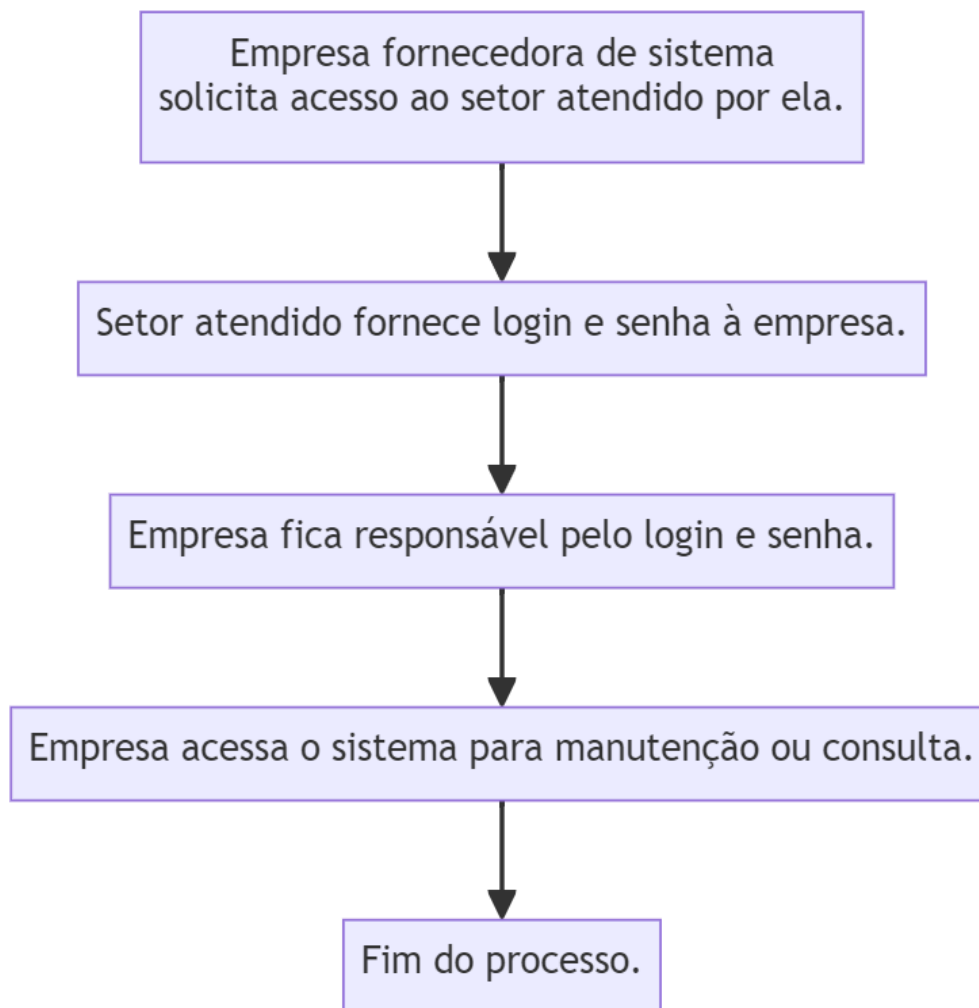 Empresa fornecedora de sistema
solicita acesso ao setor atendido por ela.
Setor atendido fornece login e senha à empresa.
Empresa fica responsável pelo login e senha.
Empresa acessa o sistema para manutenção ou consulta.
Fim do processo.